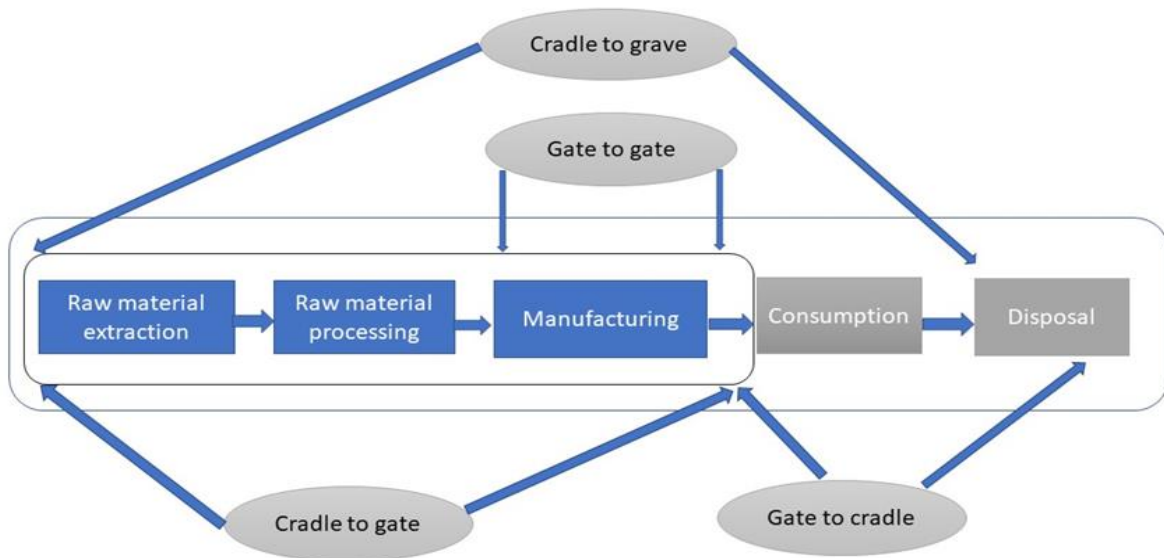 Cradle to grave
Gate to gate
Raw material
extraction
Raw material
processing
Manufacturing
Consumption
Disposal
Cradle to gate
Gate to cradle